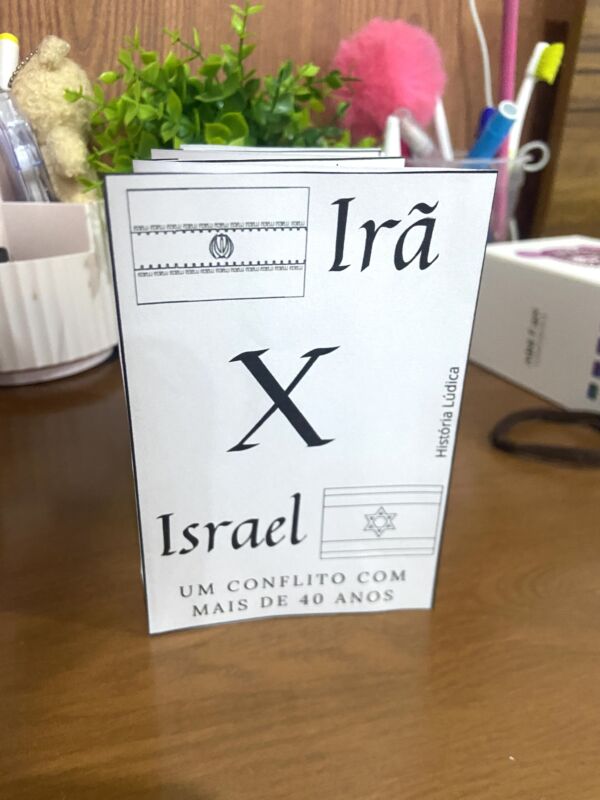 Irã
X
História Lúdica
Israel
UM CONFLITO COM
MAIS DE 40 ANOS